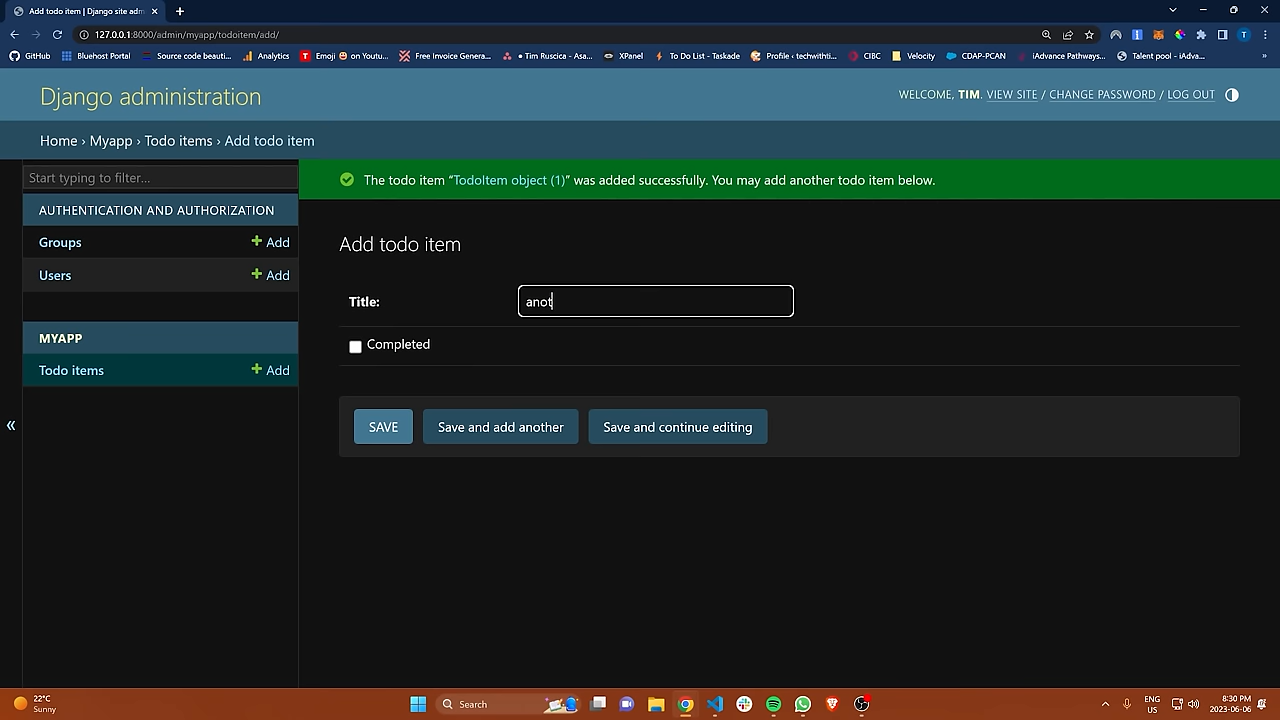 Add todo item | Django site adm
127.0.0.1:8000/admin/myapp/todoitem/add/
GitHub Bluehost Portal Source code beauti... Analytics Emoji 😀 on Youtu... Free Invoice Genera... • Tim Ruscica - Asa... XPanel To Do List - Taskade Profile ‹ techwithti... CIBC Velocity CDAP-PCAN iAdvance Pathways... Talent pool - iAdva... »
Django administration
WELCOME, TIM. VIEW SITE / CHANGE PASSWORD / LOG OUT
Home › Myapp › Todo items › Add todo item
Start typing to filter...
The todo item “TodoItem object (1)” was added successfully. You may add another todo item below.
AUTHENTICATION AND AUTHORIZATION
Groups + Add
Users + Add
MYAPP
Todo items + Add
«
Add todo item
Title: anot
Completed
SAVE Save and add another Save and continue editing
22°C
Sunny
Search
ENG
US
8:30 PM
2023-06-06